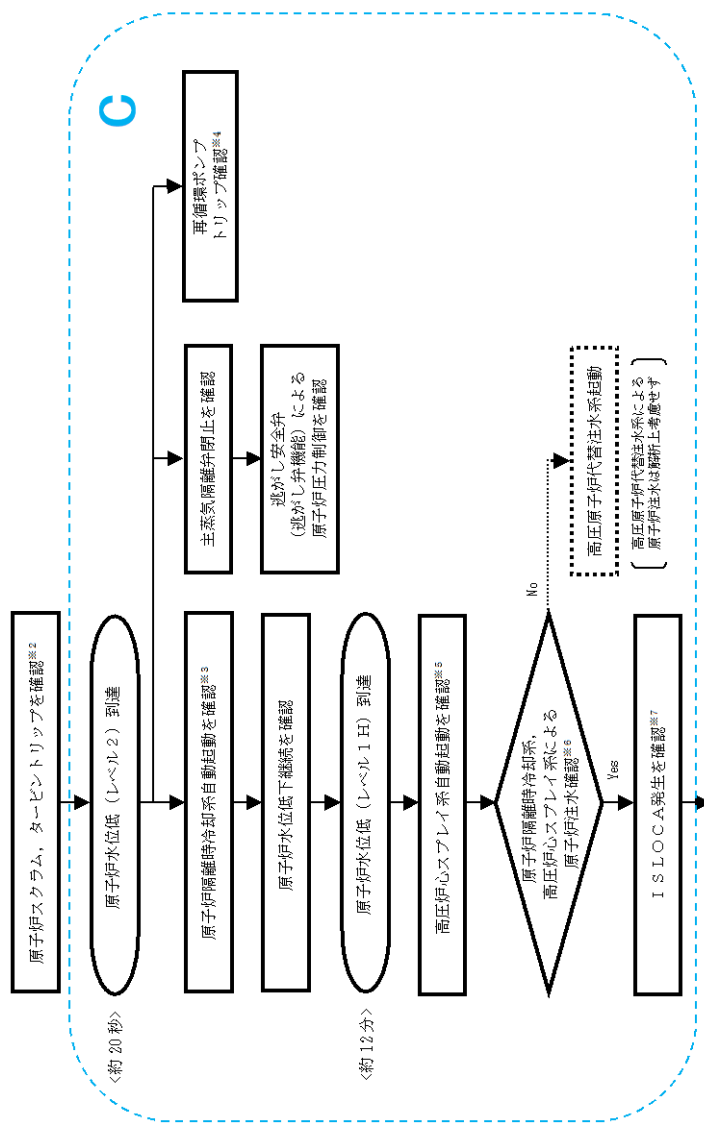 原子炉スクラム，タービントリップを確認※2
<約 20 秒>
原子炉水位低（レベル２）到達
C
原子炉隔離時冷却系自動起動を確認※3
主蒸気隔離弁閉止を確認
再循環ポンプ
トリップ確認※4
原子炉水位低下継続を確認
逃がし安全弁
(逃がし弁機能）による
原子炉圧力制御を確認
<約 12 分>
原子炉水位低（レベル１Ｈ）到達
高圧炉心スプレイ系自動起動を確認※5
原子炉隔離時冷却系，
高圧炉心スプレイ系による
原子炉注水確認※6
No
Yes
高圧原子炉代替注水系起動
高圧原子炉代替注水系による
原子炉注水は解析上考慮せず
ＩＳＬＯＣＡ発生を確認※7